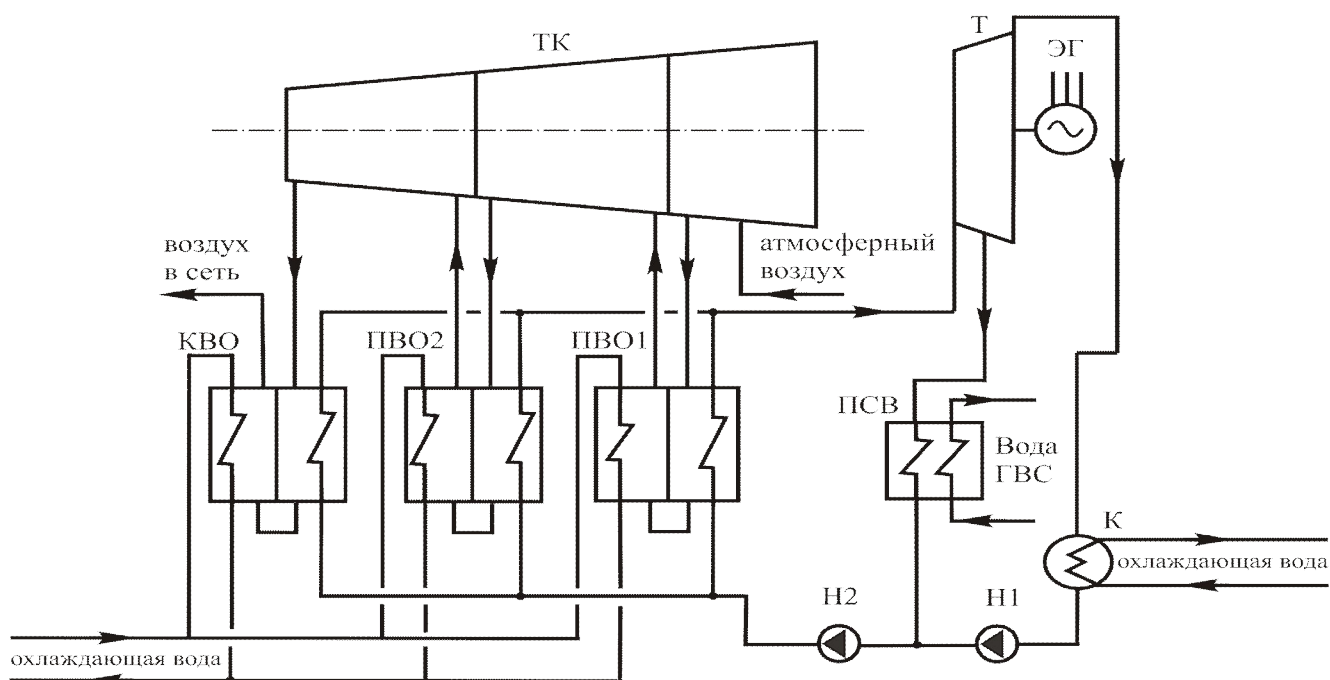 Т
ТК
ЭГ
воздух
в сеть
атмосферный
воздух
КВО
ПВО2
ПВО1
ПСВ
Вода
ГВС
К
охлаждающая вода
Н2
Н1
охлаждающая вода